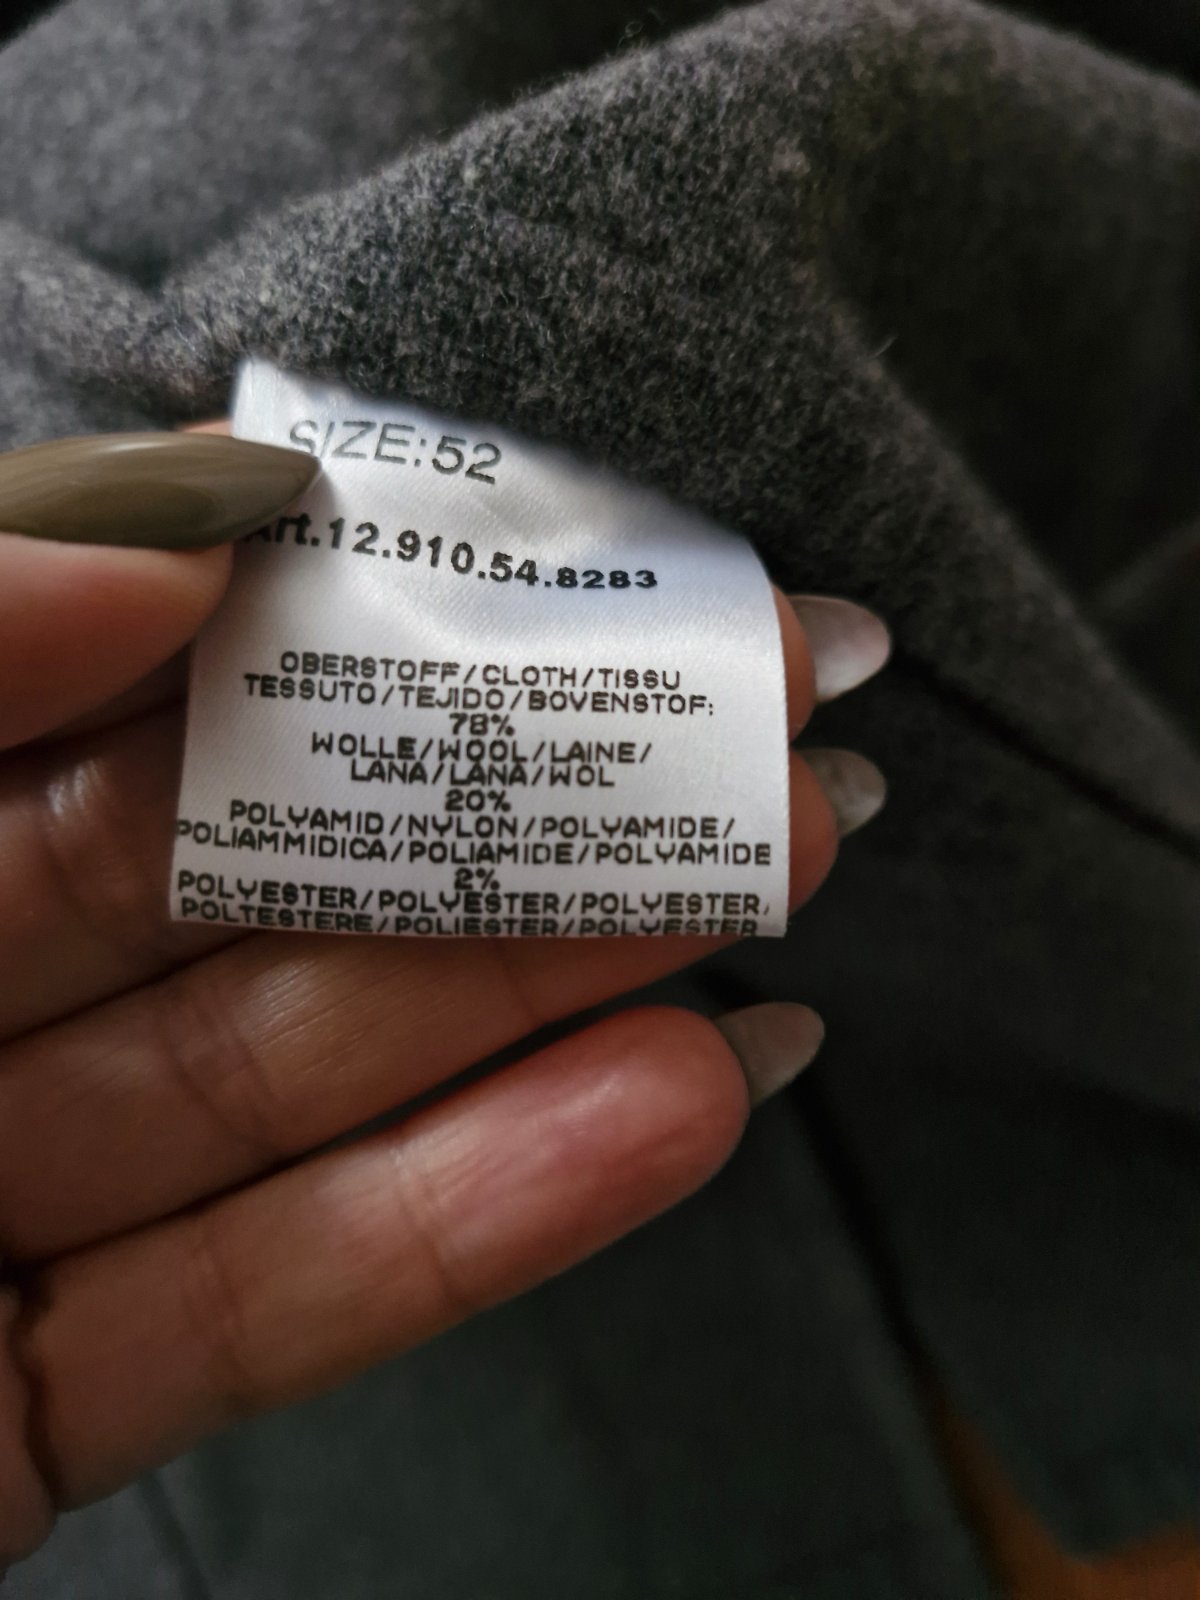 SIZE:52
Art.12.910.54.8283
OBERSTOFF/CLOTH/TISSU
TESSUTO/TEJIDO/BOVENSTOF:
78%
WOLLE/WOOL/LAINE/
LANA/LANA/WOL
20%
POLYAMID/NYLON/POLYAMIDE/
POLIAMMIDICA/POLIAMIDE/POLYAMIDE
2%
POLYESTER/POLYESTER/POLYESTER/
POLTESTERE/POLIESTER/POLYESTER